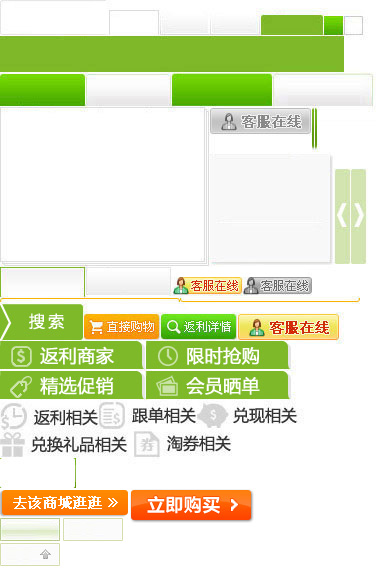 客服在线
客服在线 客服在线
搜索 直接购物 返利详情 客服在线
返利商家 限时抢购
精选促销 会员晒单
返利相关 跟单相关 兑现相关
兑换礼品相关 淘券相关
去该商城逛逛 » 立即购买